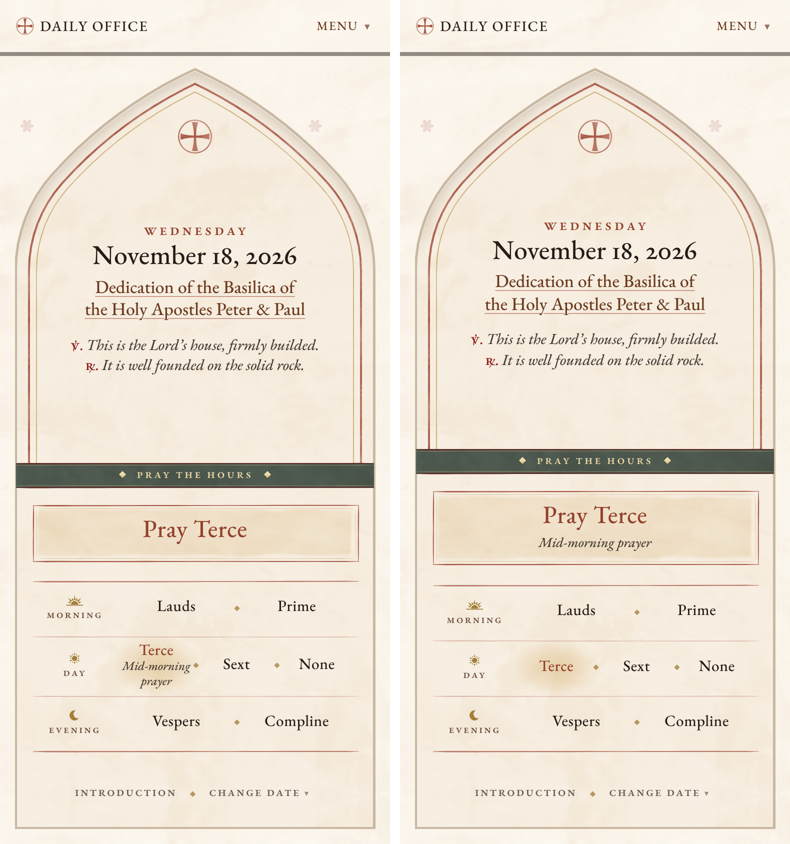 DAILY OFFICE
MENU ▾
WEDNESDAY
November 18, 2026
Dedication of the Basilica of
the Holy Apostles Peter & Paul
℣. This is the Lord's house, firmly builded.
℟. It is well founded on the solid rock.
◆ PRAY THE HOURS ◆
Pray Terce
MORNING
Lauds ◆ Prime
DAY
Terce
Mid-morning
prayer
◆ Sext ◆ None
EVENING
Vespers ◆ Compline
INTRODUCTION ◆ CHANGE DATE ▾
DAILY OFFICE
MENU ▾
WEDNESDAY
November 18, 2026
Dedication of the Basilica of
the Holy Apostles Peter & Paul
℣. This is the Lord's house, firmly builded.
℟. It is well founded on the solid rock.
◆ PRAY THE HOURS ◆
Pray Terce
Mid-morning prayer
MORNING
Lauds ◆ Prime
DAY
Terce ◆ Sext ◆ None
EVENING
Vespers ◆ Compline
INTRODUCTION ◆ CHANGE DATE ▾